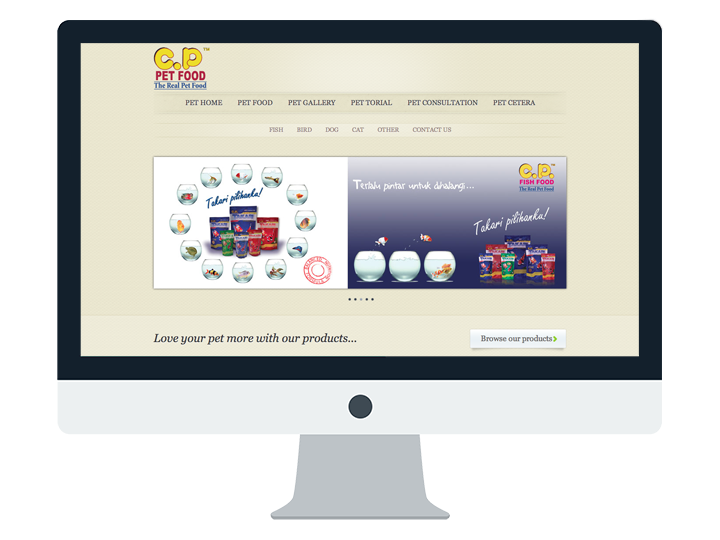 C.P™
PET FOOD
The Real Pet Food
PET HOME PET FOOD PET GALLERY PET TORIAL PET CONSULTATION PET CETERA
FISH BIRD DOG CAT OTHER CONTACT US
Takari pilihanku!
Terlalu pintar untuk dihalangi...
C.P.™
FISH FOOD
The Real Pet Food
Takari pilihanku!
Love your pet more with our products...
Browse our products